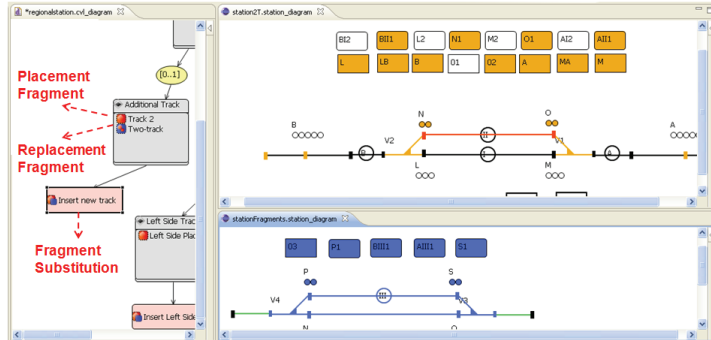 *regionalstation.cvl_diagram
[0..1]
Placement
Fragment
Additional Track
Track 2
Two-track
Replacement
Fragment
Insert new track
Left Side Trac
Left Side Plac
Fragment
Substitution
Insert Left Side
station2T.station_diagram
BI2 BII1 L2 N1 M2 O1 AI2 AII1
L LB B 01 02 A MA M
N O
B A
V2 II V1
B I A
L M
stationFragments.station_diagram
03 P1 BIII1 AIII1 S1
P S
V4 III V3
N O